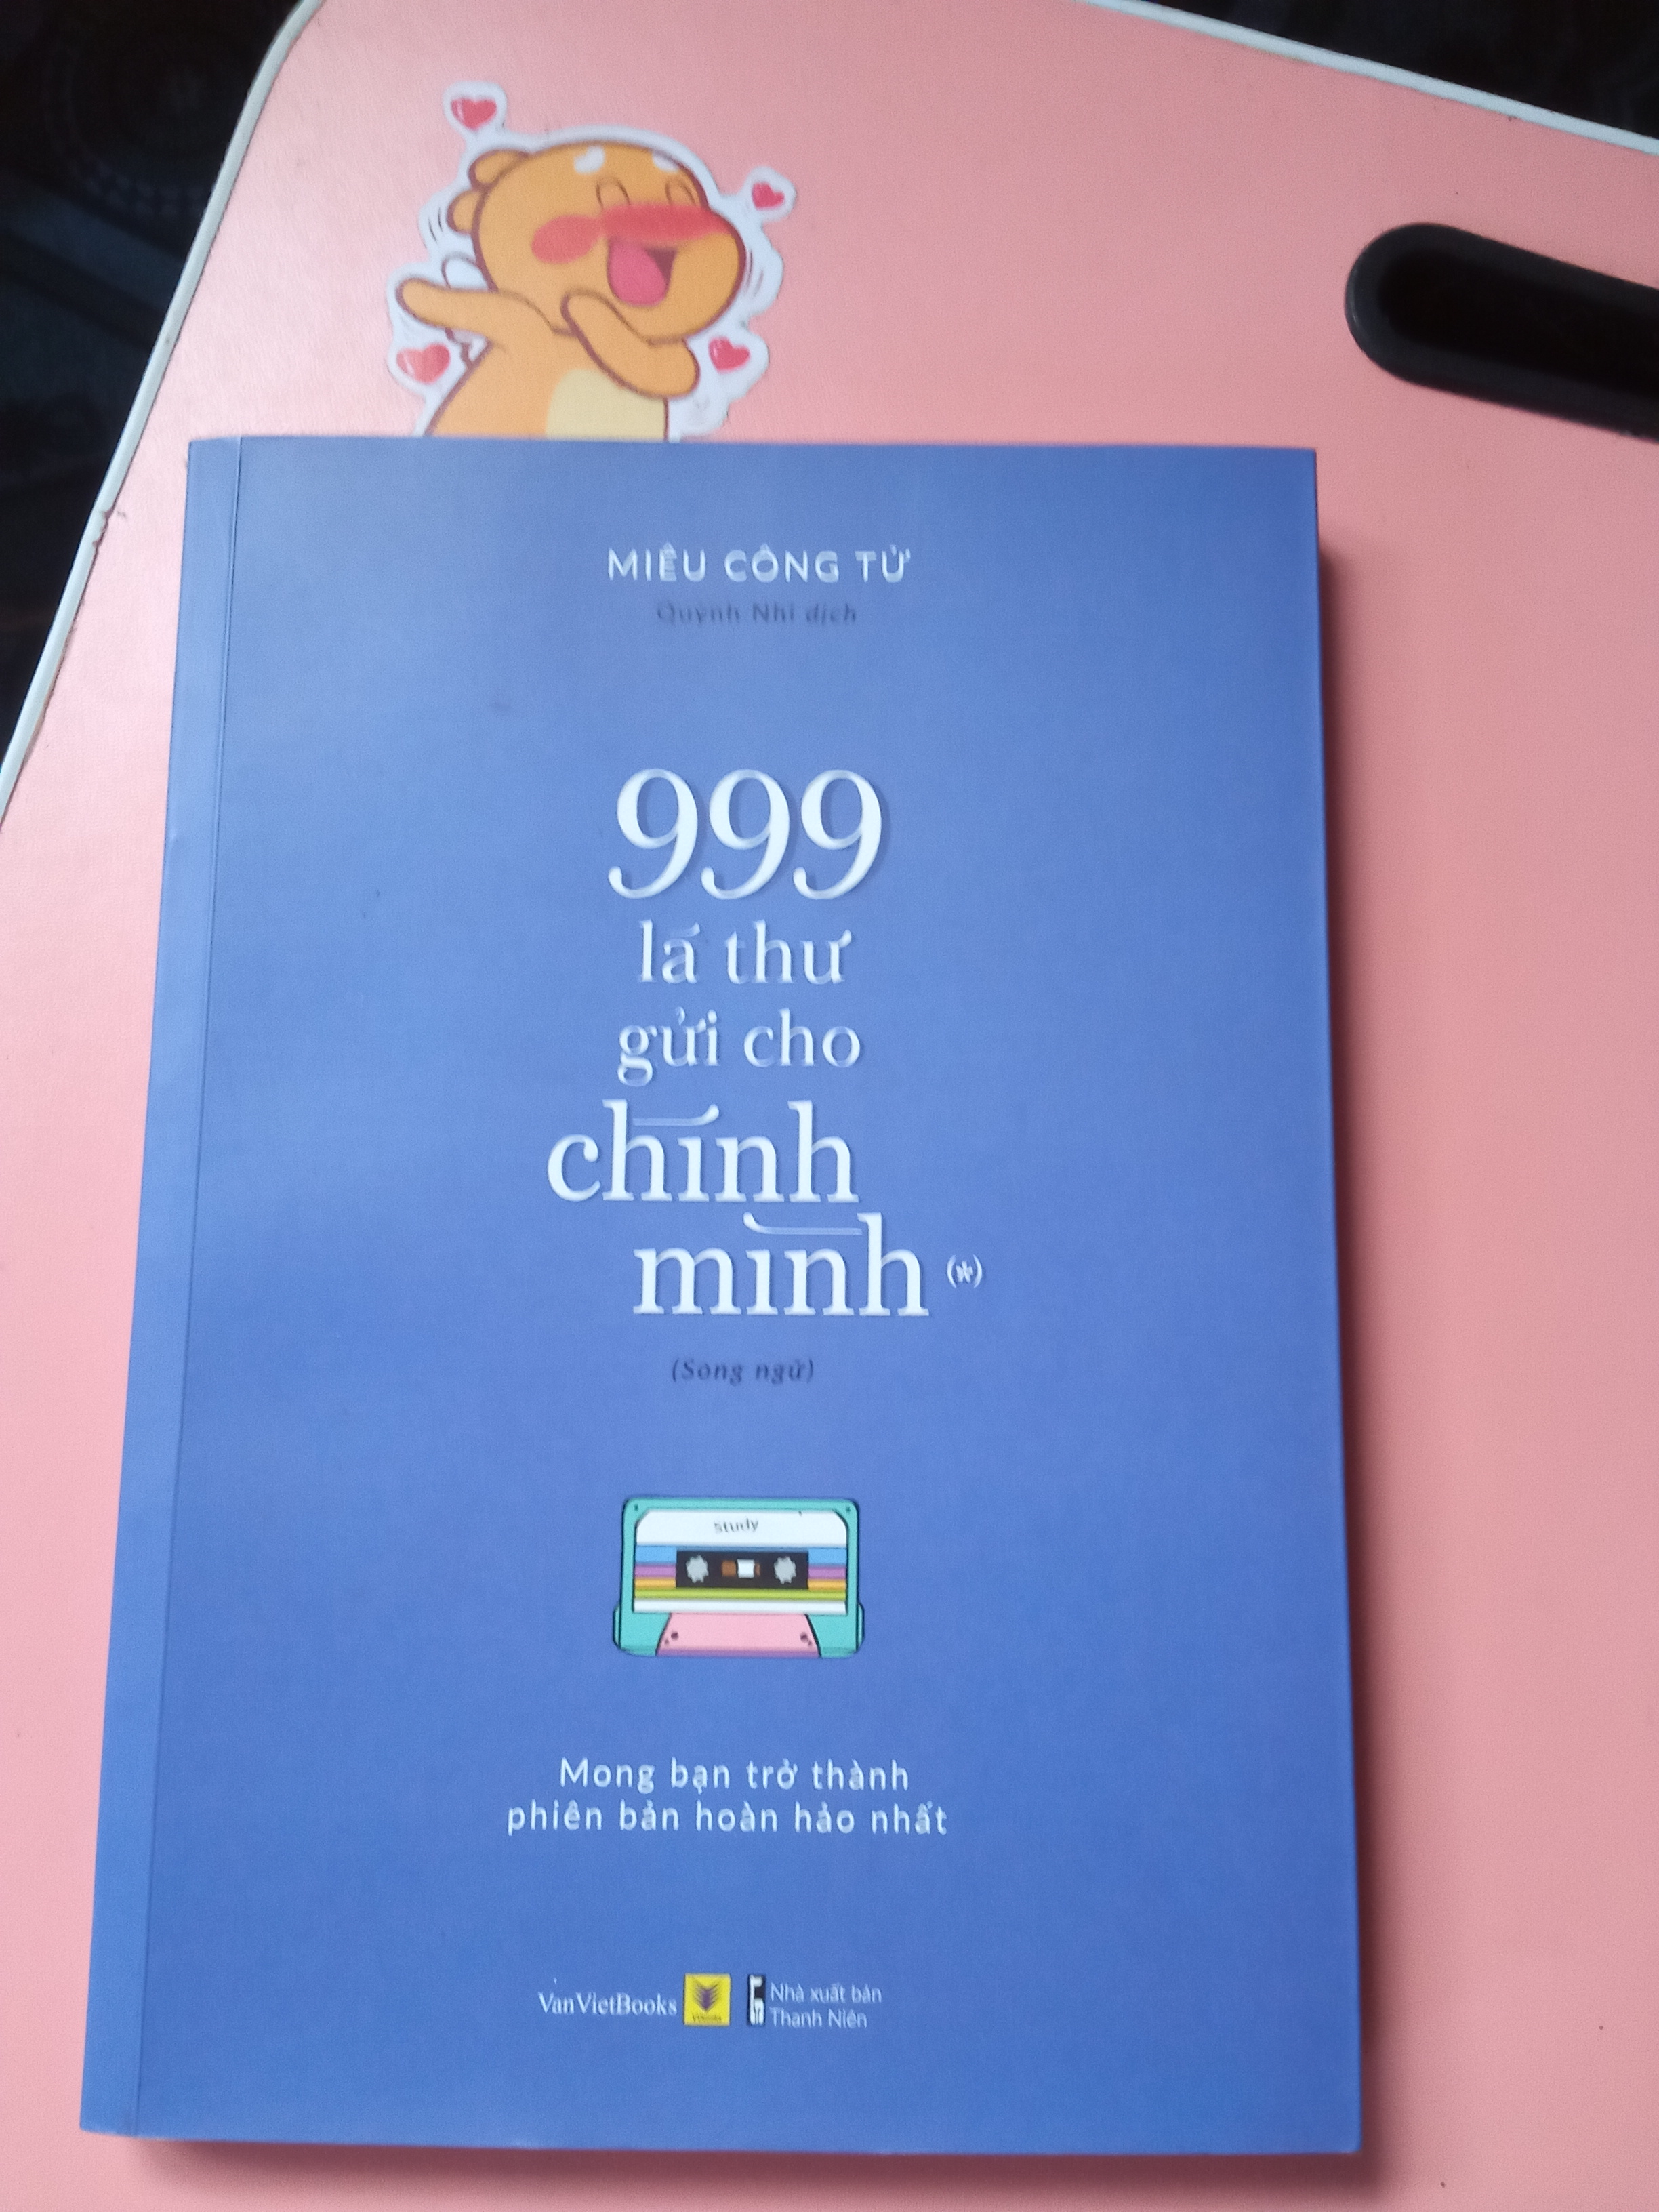 MIÊU CÔNG TỬ
Quỳnh Nhi dịch
999
lá thư
gửi cho
chính
mình (*)
(Song ngữ)
study
Mong bạn trở thành
phiên bản hoàn hảo nhất
VanVietBooks
Nhà xuất bản
Thanh Niên